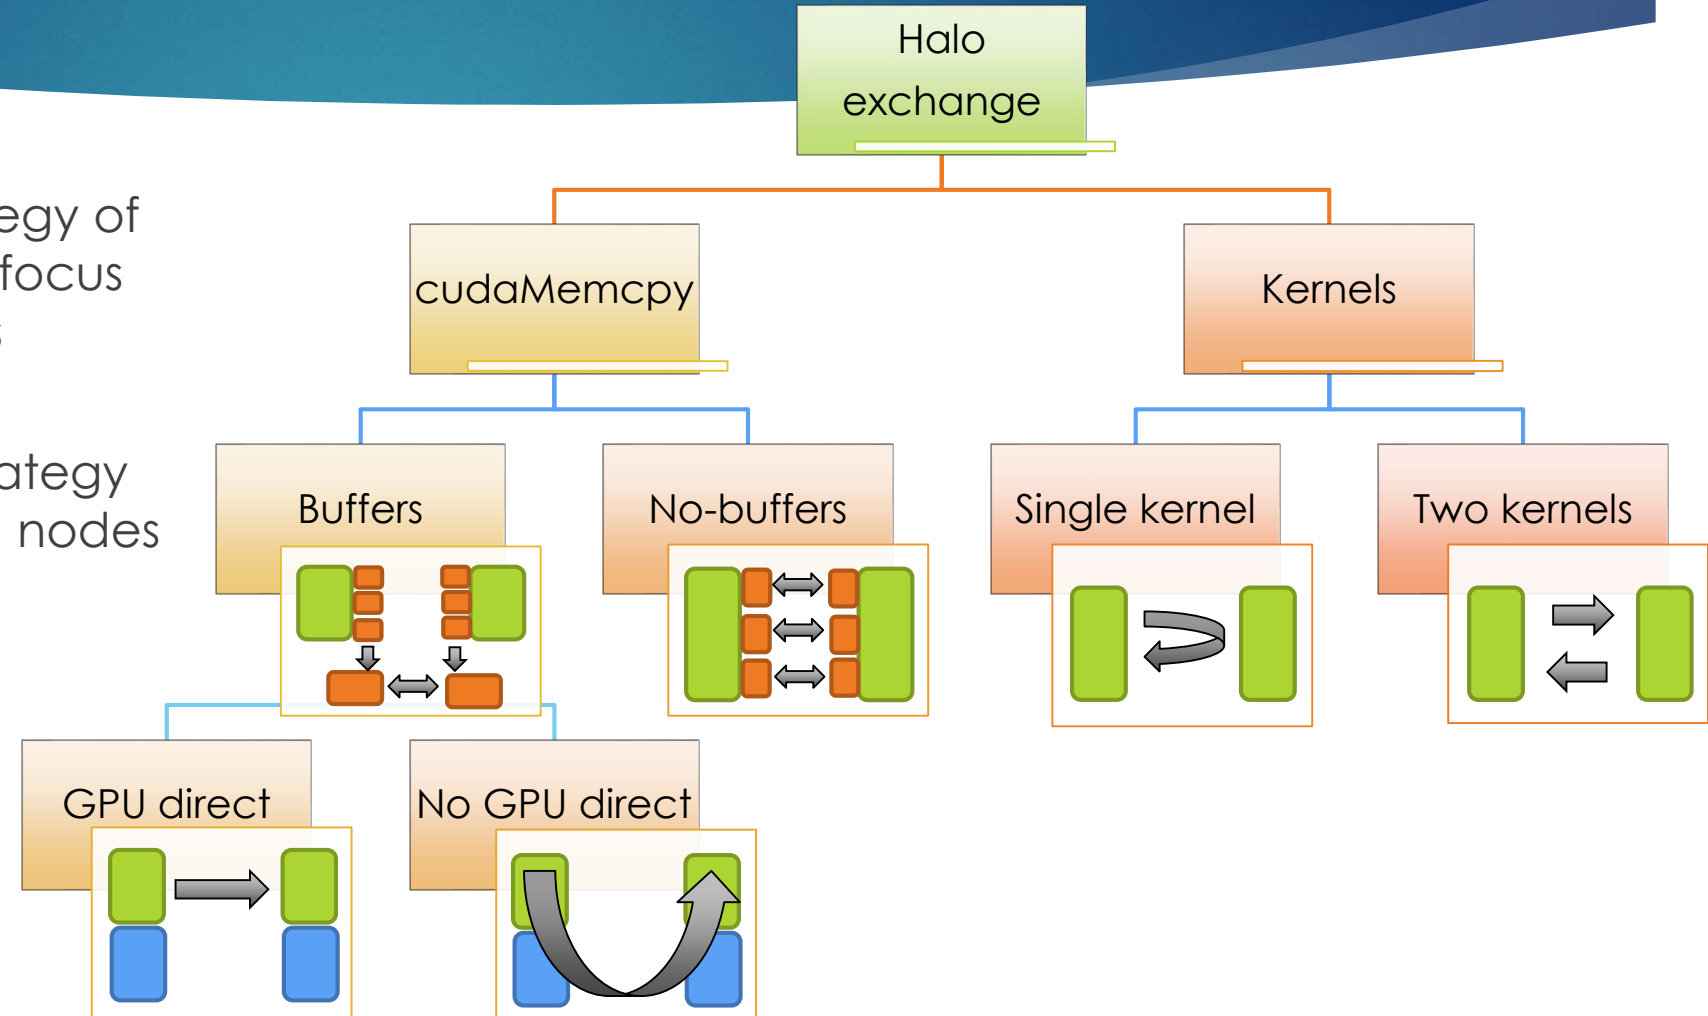 Halo
exchange
egy of
focus
s
ategy
nodes
cudaMemcpy
Kernels
Buffers
No-buffers
Single kernel
Two kernels
GPU direct
No GPU direct